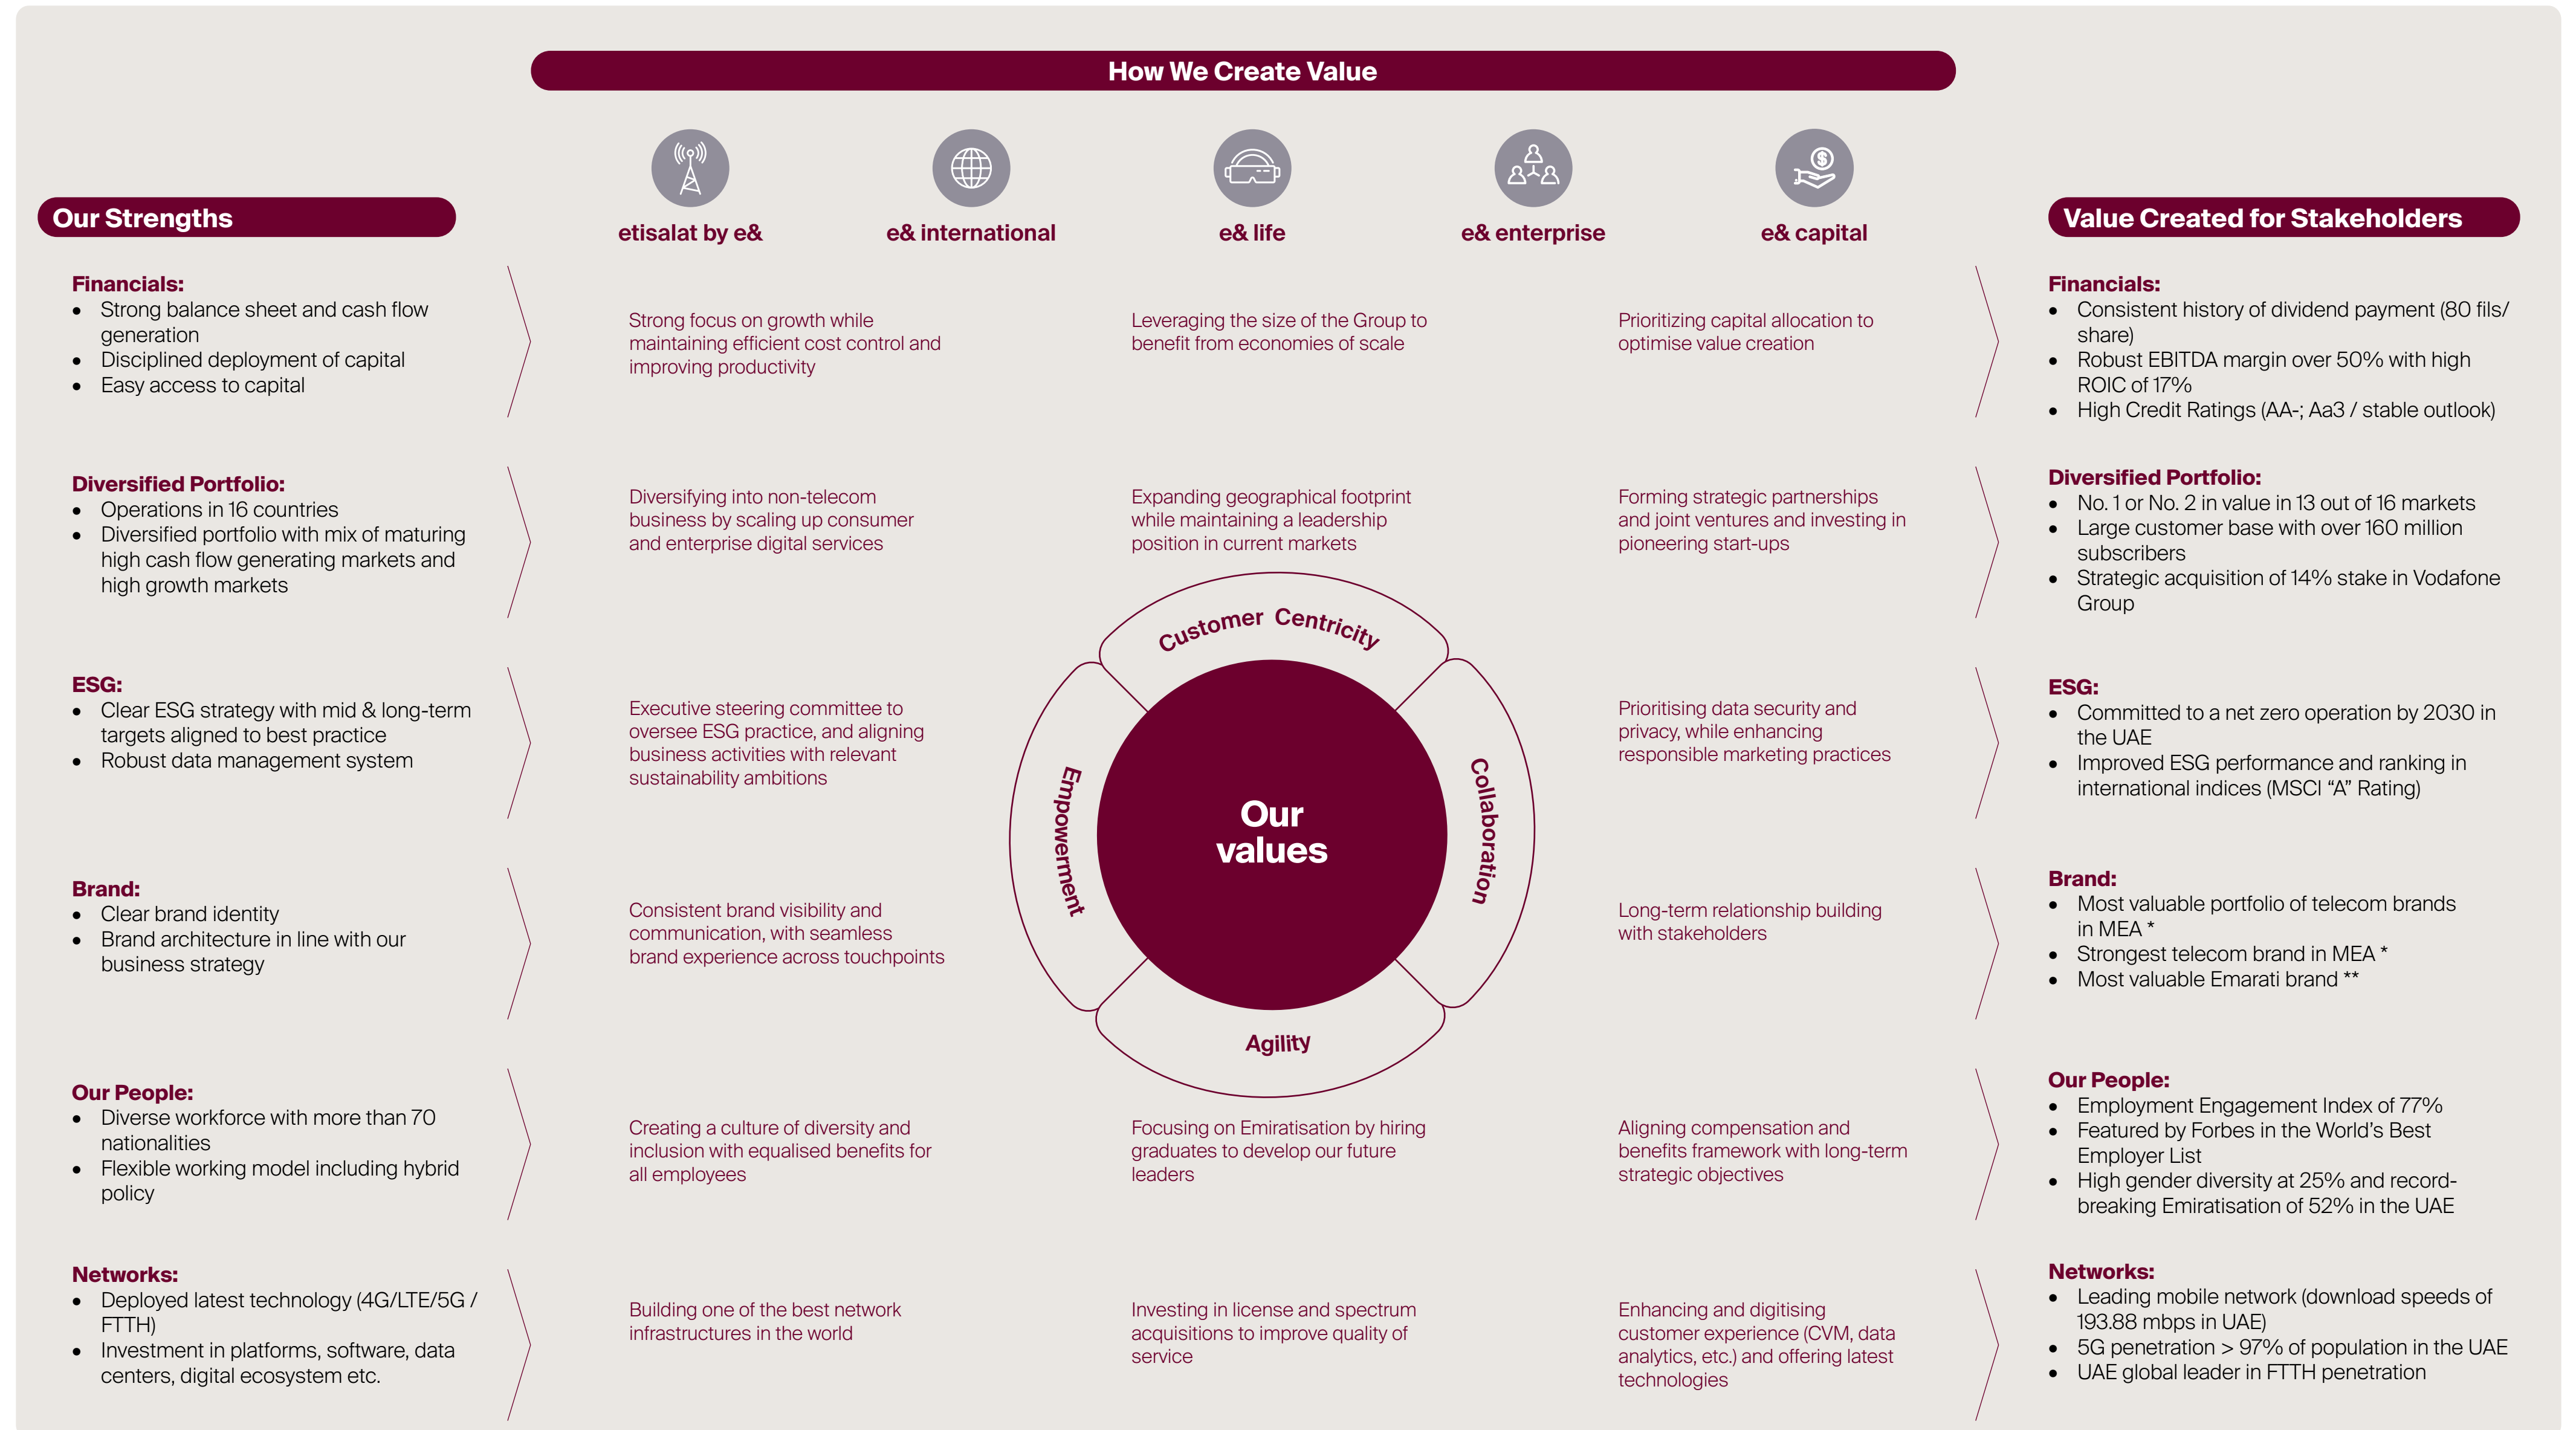 How We Create Value
etisalat by e&
e& international
e& life
e& enterprise
e& capital
Our Strengths
Value Created for Stakeholders
Financials:
• Strong balance sheet and cash flow
generation
• Disciplined deployment of capital
• Easy access to capital
Strong focus on growth while
maintaining efficient cost control and
improving productivity
Leveraging the size of the Group to
benefit from economies of scale
Prioritizing capital allocation to
optimise value creation
Financials:
• Consistent history of dividend payment (80 fils/
share)
• Robust EBITDA margin over 50% with high
ROIC of 17%
• High Credit Ratings (AA-; Aa3 / stable outlook)
Diversified Portfolio:
• Operations in 16 countries
• Diversified portfolio with mix of maturing
high cash flow generating markets and
high growth markets
Diversifying into non-telecom
business by scaling up consumer
and enterprise digital services
Expanding geographical footprint
while maintaining a leadership
position in current markets
Forming strategic partnerships
and joint ventures and investing in
pioneering start-ups
Diversified Portfolio:
• No. 1 or No. 2 in value in 13 out of 16 markets
• Large customer base with over 160 million
subscribers
• Strategic acquisition of 14% stake in Vodafone
Group
ESG:
• Clear ESG strategy with mid & long-term
targets aligned to best practice
• Robust data management system
Executive steering committee to
oversee ESG practice, and aligning
business activities with relevant
sustainability ambitions
Customer Centricity
Empowerment
Our
values
Collaboration
Agility
Prioritising data security and
privacy, while enhancing
responsible marketing practices
ESG:
• Committed to a net zero operation by 2030 in
the UAE
• Improved ESG performance and ranking in
international indices (MSCI “A” Rating)
Brand:
• Clear brand identity
• Brand architecture in line with our
business strategy
Consistent brand visibility and
communication, with seamless
brand experience across touchpoints
Long-term relationship building
with stakeholders
Brand:
• Most valuable portfolio of telecom brands
in MEA *
• Strongest telecom brand in MEA *
• Most valuable Emarati brand **
Our People:
• Diverse workforce with more than 70
nationalities
• Flexible working model including hybrid
policy
Creating a culture of diversity and
inclusion with equalised benefits for
all employees
Focusing on Emiratisation by hiring
graduates to develop our future
leaders
Aligning compensation and
benefits framework with long-term
strategic objectives
Our People:
• Employment Engagement Index of 77%
• Featured by Forbes in the World’s Best
Employer List
• High gender diversity at 25% and record-
breaking Emiratisation of 52% in the UAE
Networks:
• Deployed latest technology (4G/LTE/5G /
FTTH)
• Investment in platforms, software, data
centers, digital ecosystem etc.
Building one of the best network
infrastructures in the world
Investing in license and spectrum
acquisitions to improve quality of
service
Enhancing and digitising
customer experience (CVM, data
analytics, etc.) and offering latest
technologies
Networks:
• Leading mobile network (download speeds of
193.88 mbps in UAE)
• 5G penetration > 97% of population in the UAE
• UAE global leader in FTTH penetration